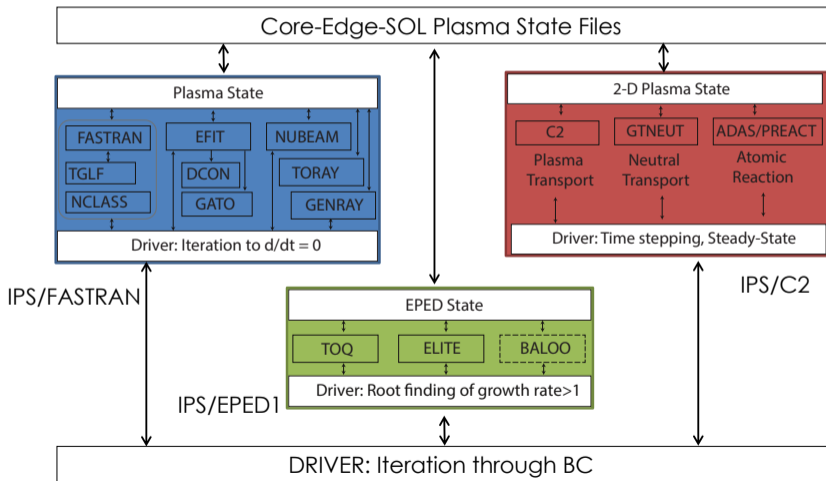 Core-Edge-SOL Plasma State Files
Plasma State
FASTRAN
EFIT
NUBEAM
TGLF
DCON
TORAY
NCLASS
GATO
GENRAY
Driver: Iteration to d/dt = 0
IPS/FASTRAN
2-D Plasma State
C2
GTNEUT
ADAS/PREACT
Plasma
Transport
Neutral
Transport
Atomic
Reaction
Driver: Time stepping, Steady-State
IPS/C2
EPED State
TOQ
ELITE
BALOO
Driver: Root finding of growth rate>1
IPS/EPED1
DRIVER: Iteration through BC